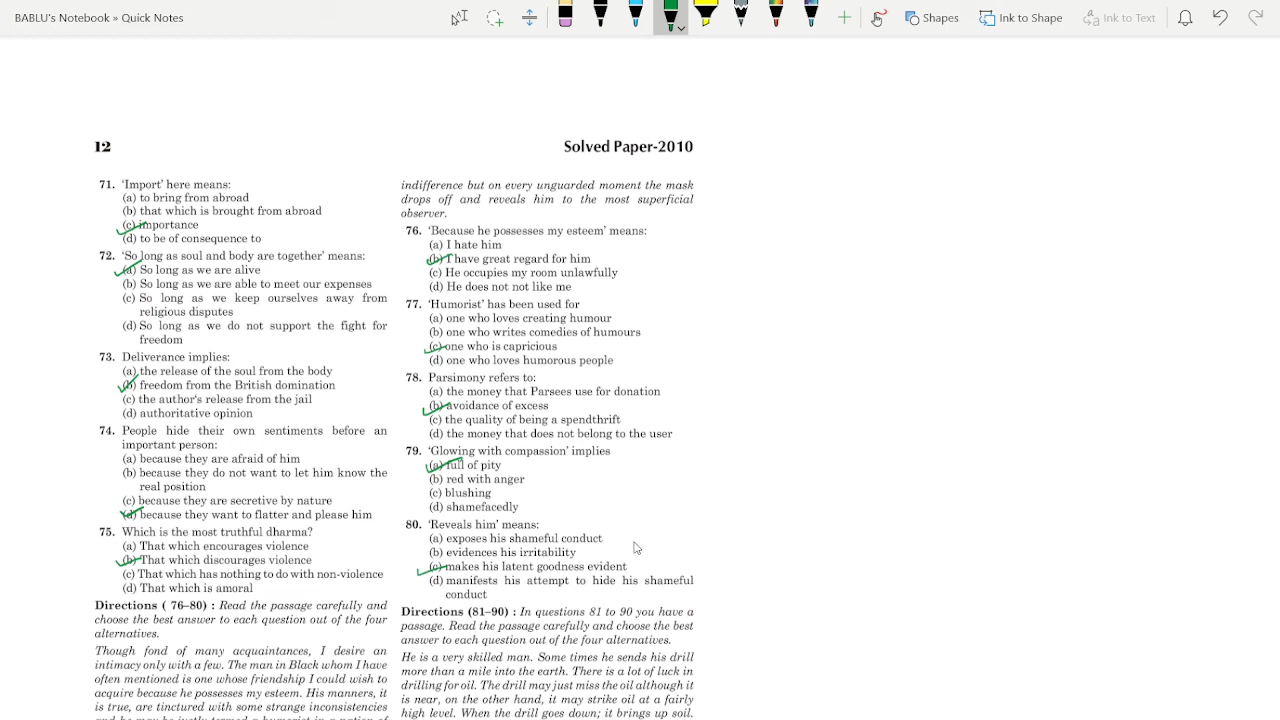 BABLU's Notebook » Quick Notes
Shapes
Ink to Shape
Ink to Text
12
Solved Paper-2010
71. 'Import' here means:
(a) to bring from abroad
(b) that which is brought from abroad
(c) importance
(d) to be of consequence to
72. 'So long as soul and body are together' means:
(a) So long as we are alive
(b) So long as we are able to meet our expenses
(c) So long as we keep ourselves away from
religious disputes
(d) So long as we do not support the fight for
freedom
73. Deliverance implies:
(a) the release of the soul from the body
(b) freedom from the British domination
(c) the author's release from the jail
(d) authoritative opinion
74. People hide their own sentiments before an
important person:
(a) because they are afraid of him
(b) because they do not want to let him know the
real position
(c) because they are secretive by nature
(d) because they want to flatter and please him
75. Which is the most truthful dharma?
(a) That which encourages violence
(b) That which discourages violence
(c) That which has nothing to do with non-violence
(d) That which is amoral
Directions ( 76–80) : Read the passage carefully and
choose the best answer to each question out of the four
alternatives.
Though fond of many acquaintances, I desire an
intimacy only with a few. The man in Black whom I have
often mentioned is one whose friendship I could wish to
acquire because he possesses my esteem. His manners, it
is true, are tinctured with some strange inconsistencies
and he may be justly termed a humorist in a nation of
indifference but on every unguarded moment the mask
drops off and reveals him to the most superficial
observer.
76. 'Because he possesses my esteem' means:
(a) I hate him
(b) I have great regard for him
(c) He occupies my room unlawfully
(d) He does not not like me
77. 'Humorist' has been used for
(a) one who loves creating humour
(b) one who writes comedies of humours
(c) one who is capricious
(d) one who loves humorous people
78. Parsimony refers to:
(a) the money that Parsees use for donation
(b) avoidance of excess
(c) the quality of being a spendthrift
(d) the money that does not belong to the user
79. 'Glowing with compassion' implies
(a) full of pity
(b) red with anger
(c) blushing
(d) shamefacedly
80. 'Reveals him' means:
(a) exposes his shameful conduct
(b) evidences his irritability
(c) makes his latent goodness evident
(d) manifests his attempt to hide his shameful
conduct
Directions (81–90) : In questions 81 to 90 you have a
passage. Read the passage carefully and choose the best
answer to each question out of the four alternatives.
He is a very skilled man. Some times he sends his drill
more than a mile into the earth. There is a lot of luck in
drilling for oil. The drill may just miss the oil although it
is near, on the other hand, it may strike oil at a fairly
high level. When the drill goes down; it brings up soil.